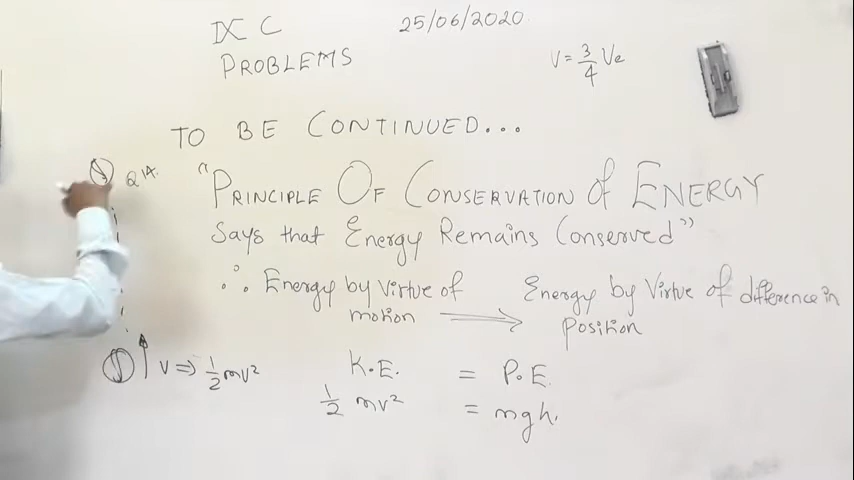 IX C 25/06/2020
PROBLEMS
V = 3/4 Ve
TO BE CONTINUED...
"PRINCIPLE OF CONSERVATION of ENERGY
Says that Energy Remains Conserved"
∴ Energy by Virtue of motion ⟶ Energy by Virtue of difference in position
V ⇒ 1/2 mv²
K.E. = P.E.
1/2 mv² = mgh.